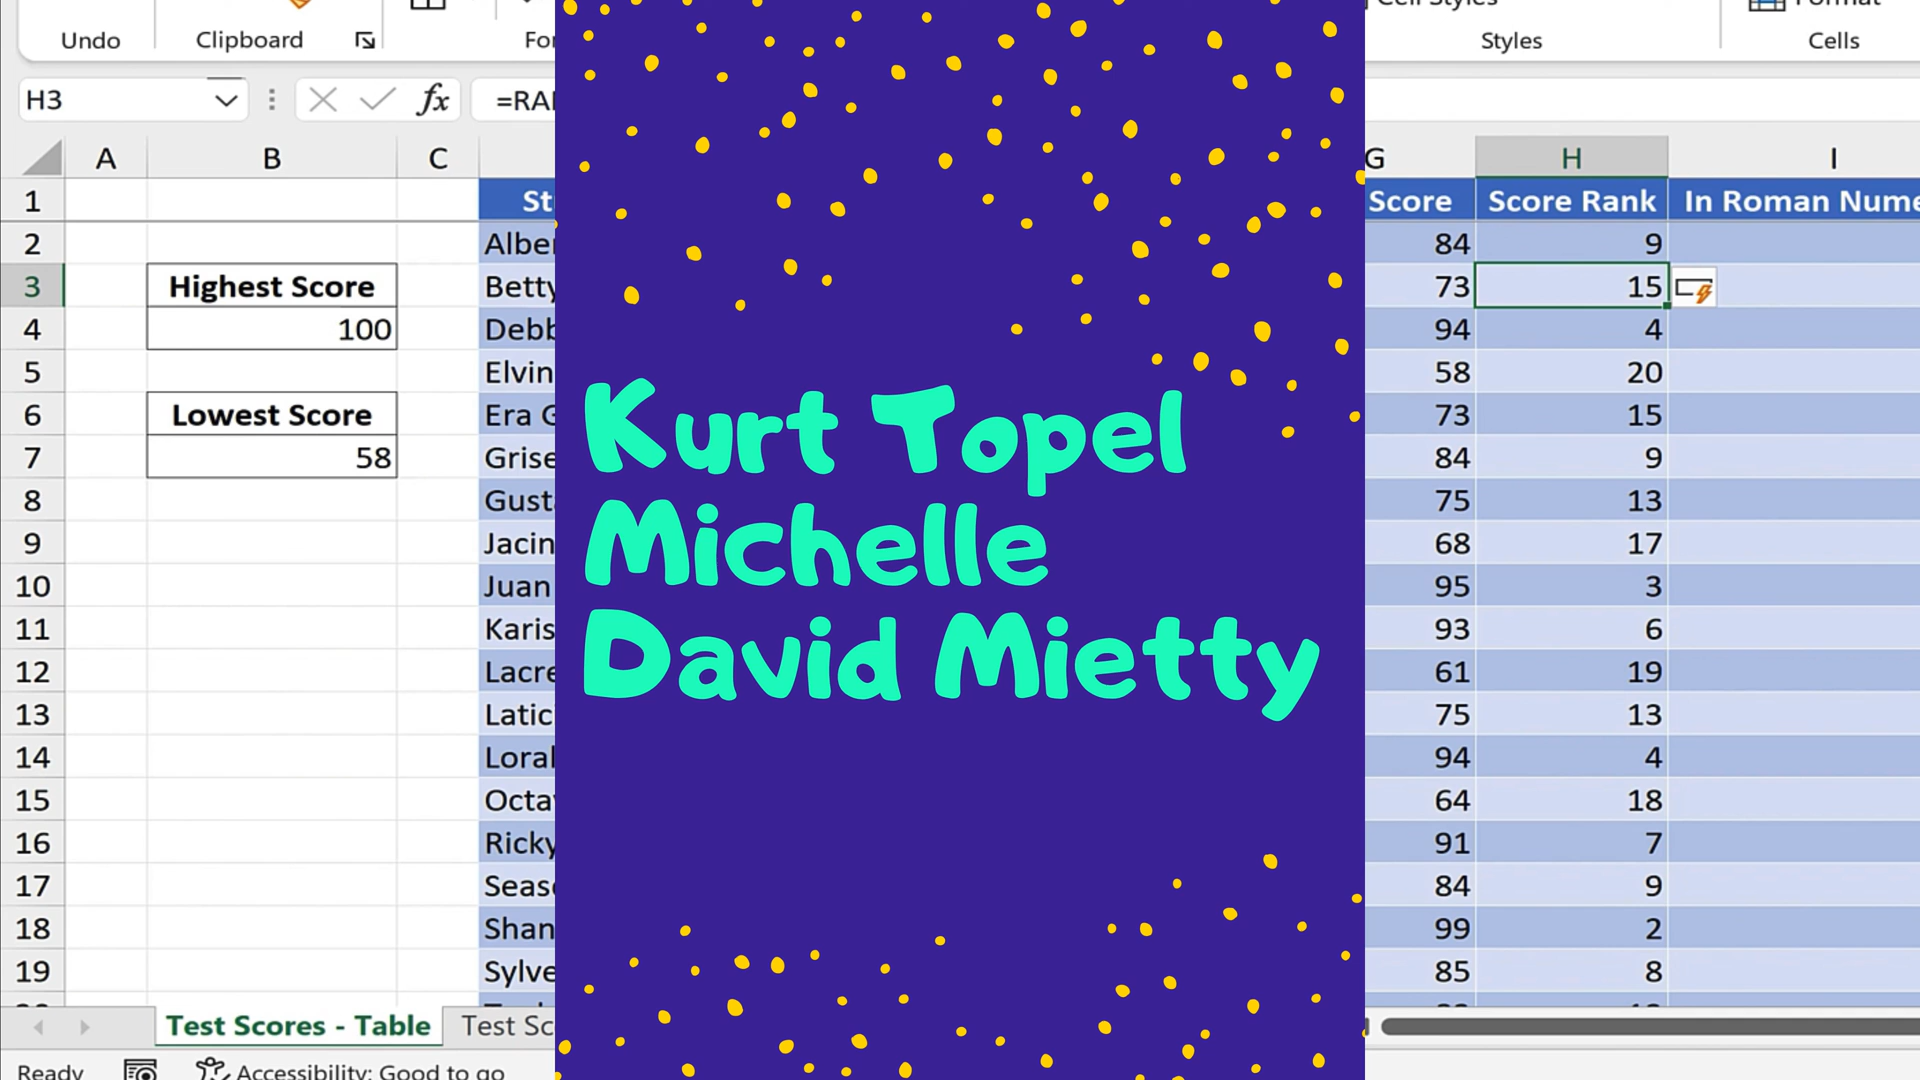 Undo Clipboard Styles Cells
H3 fx
A B C G H I
1 Score Score Rank
2 84 9
3 Highest Score 73 15
4 100 94 4
5 58 20
6 Lowest Score 73 15
7 58 84 9
8 75 13
9 68 17
10 Juan 95 3
11 93 6
12 61 19
13 75 13
14 94 4
15 64 18
16 Ricky 91 7
17 84 9
18 99 2
19 85 8
Kurt Topel
Michelle
David Mietty
Test Scores - Table Test
Ready Accessibility: Good to go